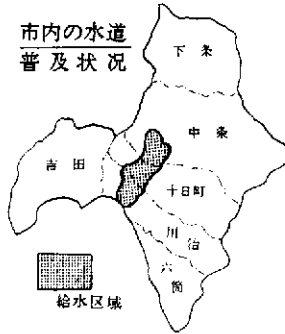 市内の水道
普及状況
下条
中条
吉田
十日町
川治
六箇
給水区域